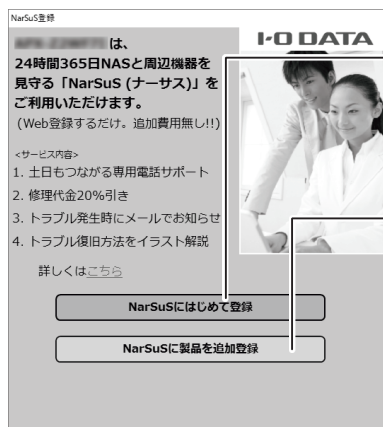 NarSuS登録
I-O DATA
は、
24時間365日NASと周辺機器を
見守る「NarSuS (ナーサス)」を
ご利用いただけます。
(Web登録するだけ。追加費用無し!!)
<サービス内容>
1. 土日もつながる専用電話サポート
2. 修理代金20%引き
3. トラブル発生時にメールでお知らせ
4. トラブル復旧方法をイラスト解説
詳しくはこちら
NarSuSにはじめて登録
NarSuSに製品を追加登録